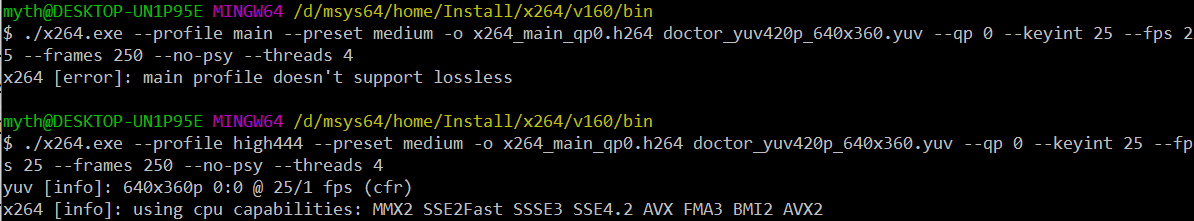 myth@DESKTOP-UN1P95E MINGW64 /d/msys64/home/Install/x264/v160/bin
$ ./x264.exe --profile main --preset medium -o x264_main_qp0.h264 doctor_yuv420p_640x360.yuv --qp 0 --keyint 25 --fps 2
5 --frames 250 --no-psy --threads 4
x264 [error]: main profile doesn't support lossless
myth@DESKTOP-UN1P95E MINGW64 /d/msys64/home/Install/x264/v160/bin
$ ./x264.exe --profile high444 --preset medium -o x264_main_qp0.h264 doctor_yuv420p_640x360.yuv --qp 0 --keyint 25 --fp
s 25 --frames 250 --no-psy --threads 4
yuv [info]: 640x360p 0:0 @ 25/1 fps (cfr)
x264 [info]: using cpu capabilities: MMX2 SSE2Fast SSSE3 SSE4.2 AVX FMA3 BMI2 AVX2